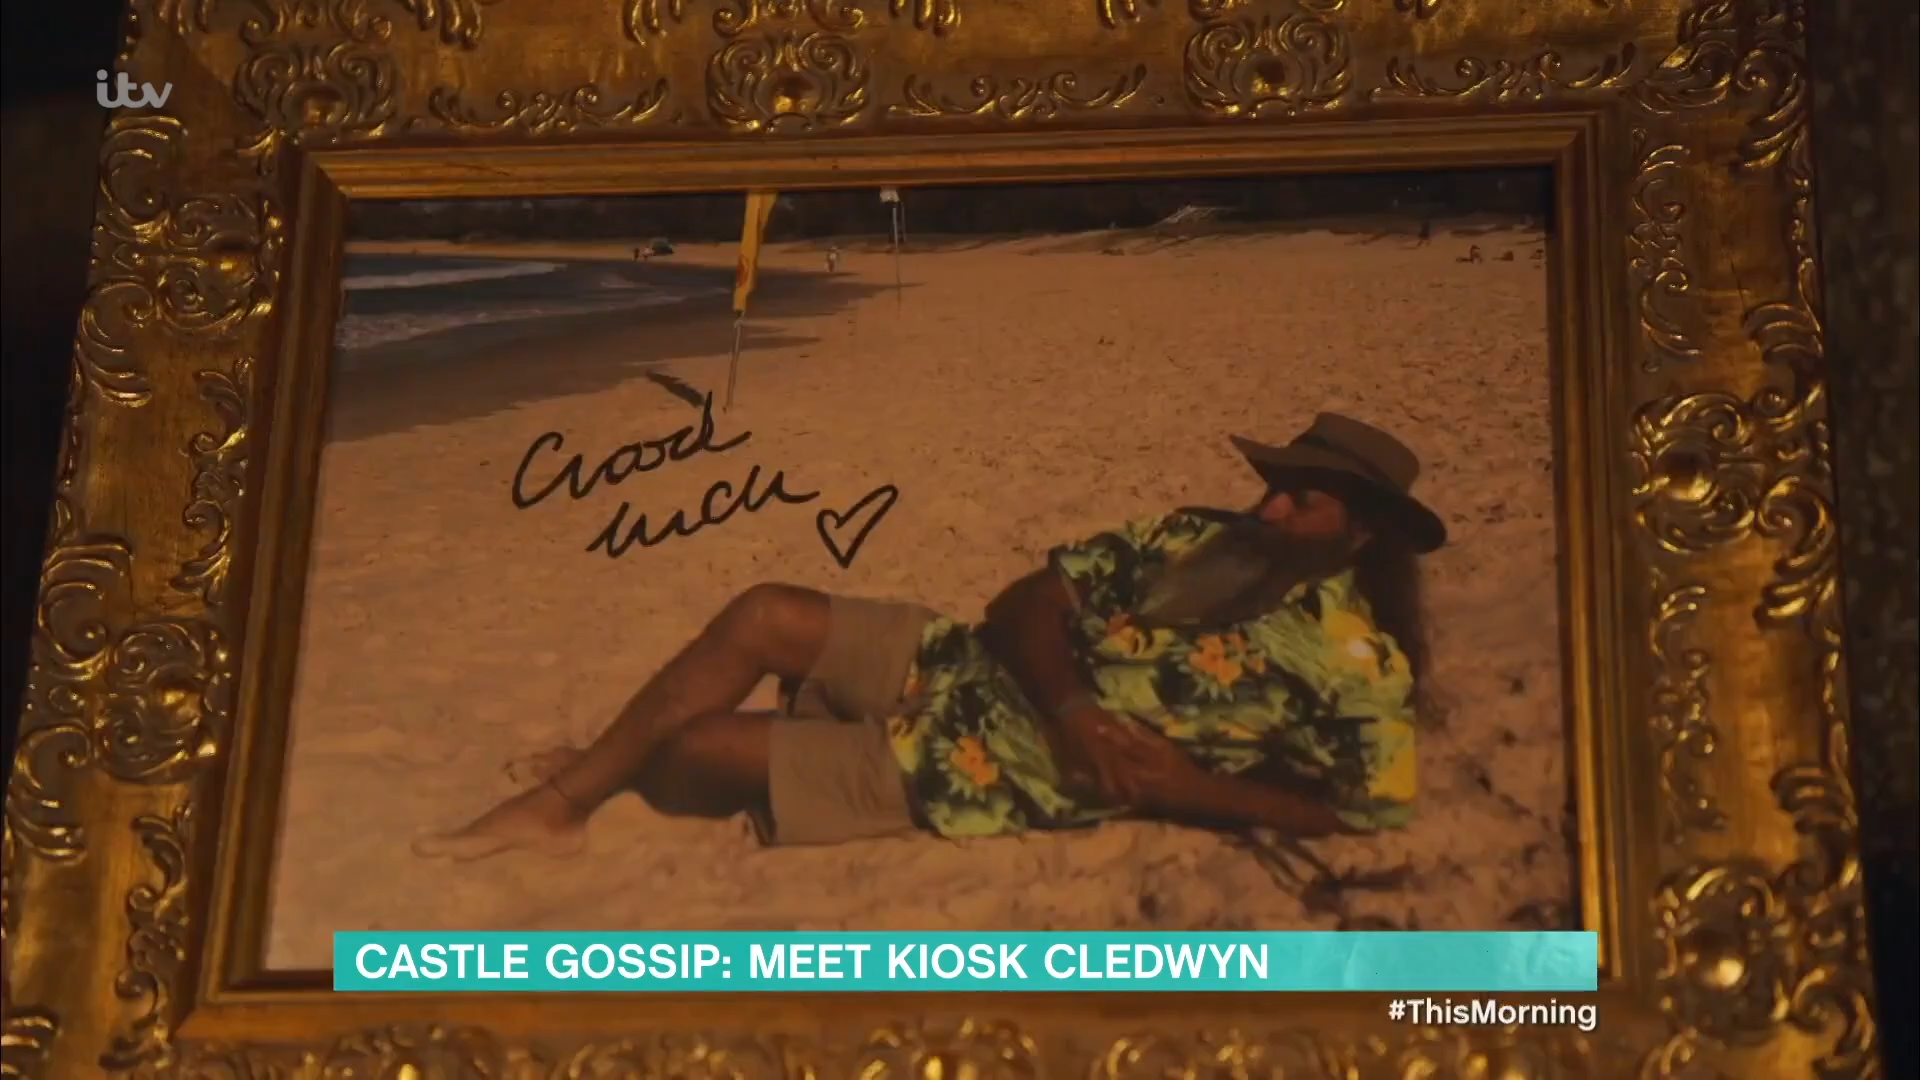 itv
Good
luck
CASTLE GOSSIP: MEET KIOSK CLEDWYN
#ThisMorning